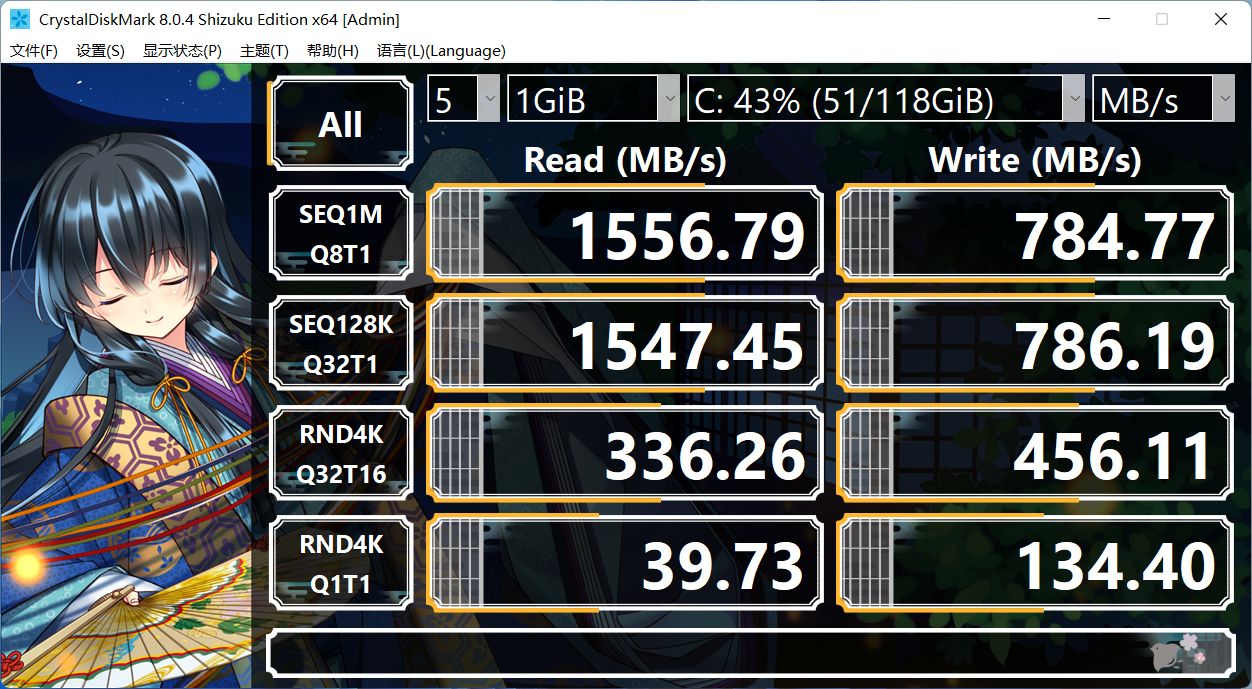 CrystalDiskMark 8.0.4 Shizuku Edition x64 [Admin]
文件(F) 设置(S) 显示状态(P) 主题(T) 帮助(H) 语言(L)(Language)
All 5 1GiB C: 43% (51/118GiB) MB/s
Read (MB/s) Write (MB/s)
SEQ1M
Q8T1 1556.79 784.77
SEQ128K
Q32T1 1547.45 786.19
RND4K
Q32T16 336.26 456.11
RND4K
Q1T1 39.73 134.40